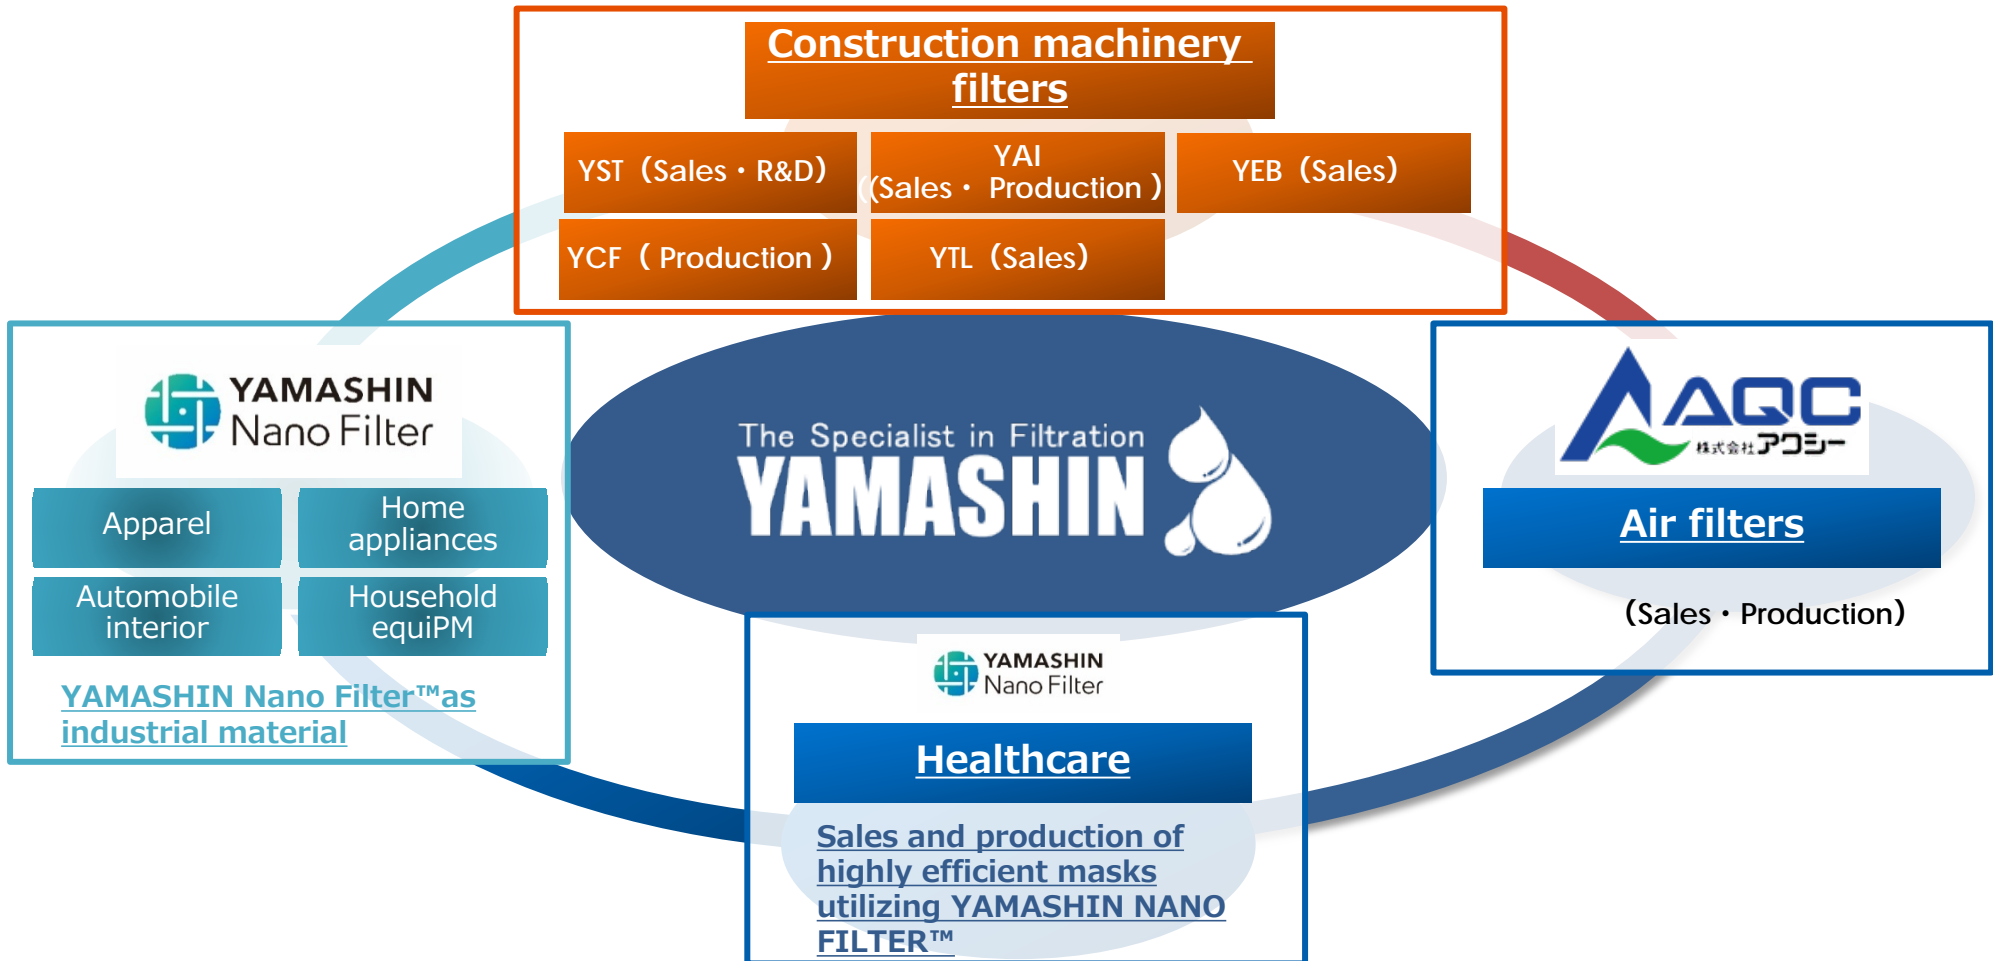 Construction machinery
filters
YST（Sales・R&D）
YAI
((Sales・ Production )
YEB（Sales）
YCF（ Production ）
YTL（Sales）
YAMASHIN
Nano Filter
Apparel
Home
appliances
Automobile
interior
Household
equiPM
YAMASHIN Nano Filter™as
industrial material
The Specialist in Filtration
YAMASHIN
AQC
株式会社アクシー
Air filters
（Sales・Production）
YAMASHIN
Nano Filter
Healthcare
Sales and production of
highly efficient masks
utilizing YAMASHIN NANO
FILTER™